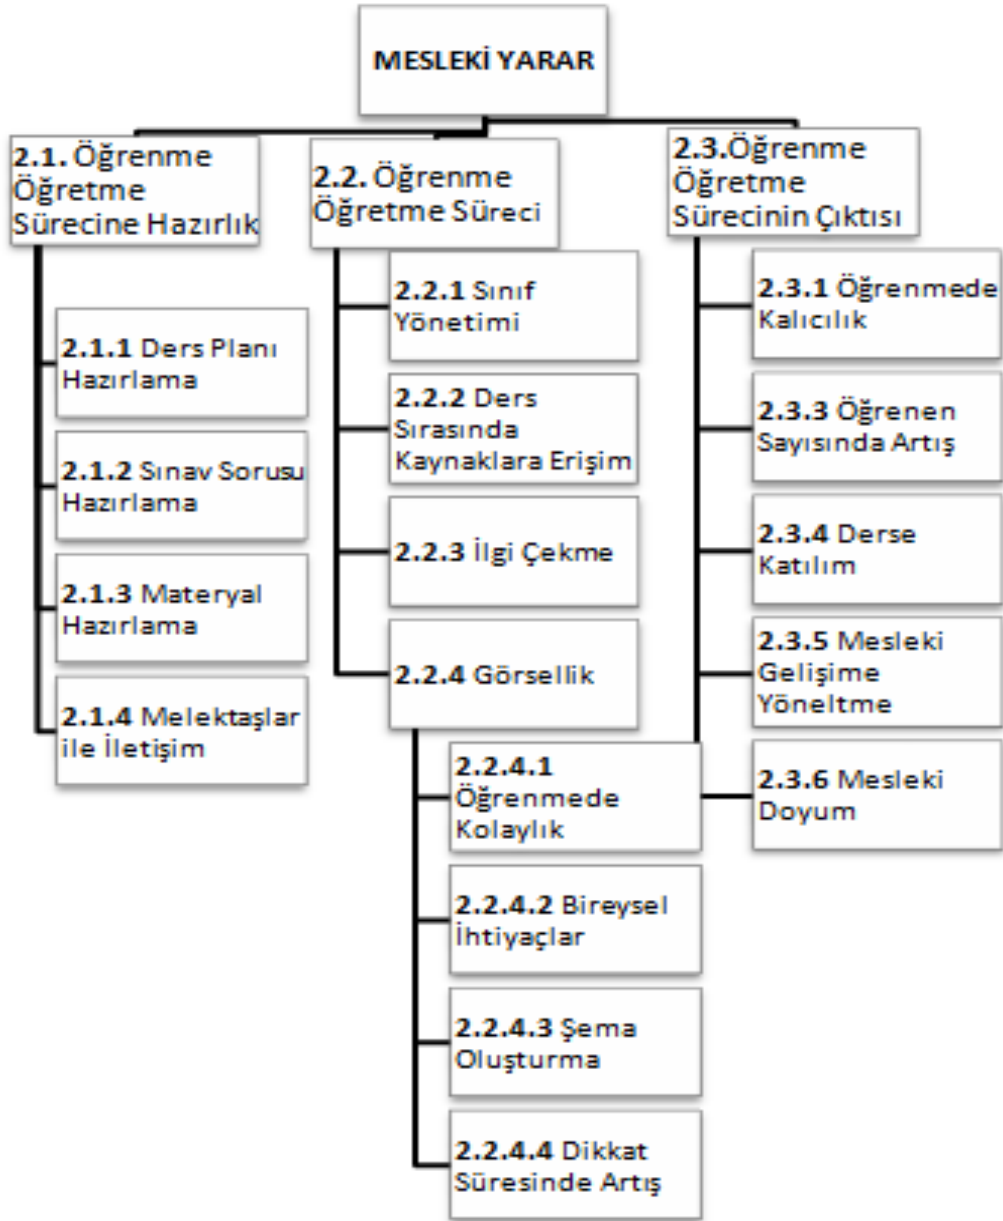 MESLEKİ YARAR
2.1. Öğrenme
Öğretme
Sürecine Hazırlık
2.1.1 Ders Planı
Hazırlama
2.1.2 Sınav Sorusu
Hazırlama
2.1.3 Materyal
Hazırlama
2.1.4 Melektaşlar
ile İletişim
2.2. Öğrenme
Öğretme Süreci
2.2.1 Sınıf
Yönetimi
2.2.2 Ders
Sırasında
Kaynaklara Erişim
2.2.3 İlgi Çekme
2.2.4 Görsellik
2.2.4.1
Öğrenmede
Kolaylık
2.2.4.2 Bireysel
İhtiyaçlar
2.2.4.3 Şema
Oluşturma
2.2.4.4 Dikkat
Süresinde Artış
2.3.Öğrenme
Öğretme
Sürecinin Çıktısı
2.3.1 Öğrenmede
Kalıcılık
2.3.3 Öğrenen
Sayısında Artış
2.3.4 Derse
Katılım
2.3.5 Mesleki
Gelişime
Yöneltme
2.3.6 Mesleki
Doyum